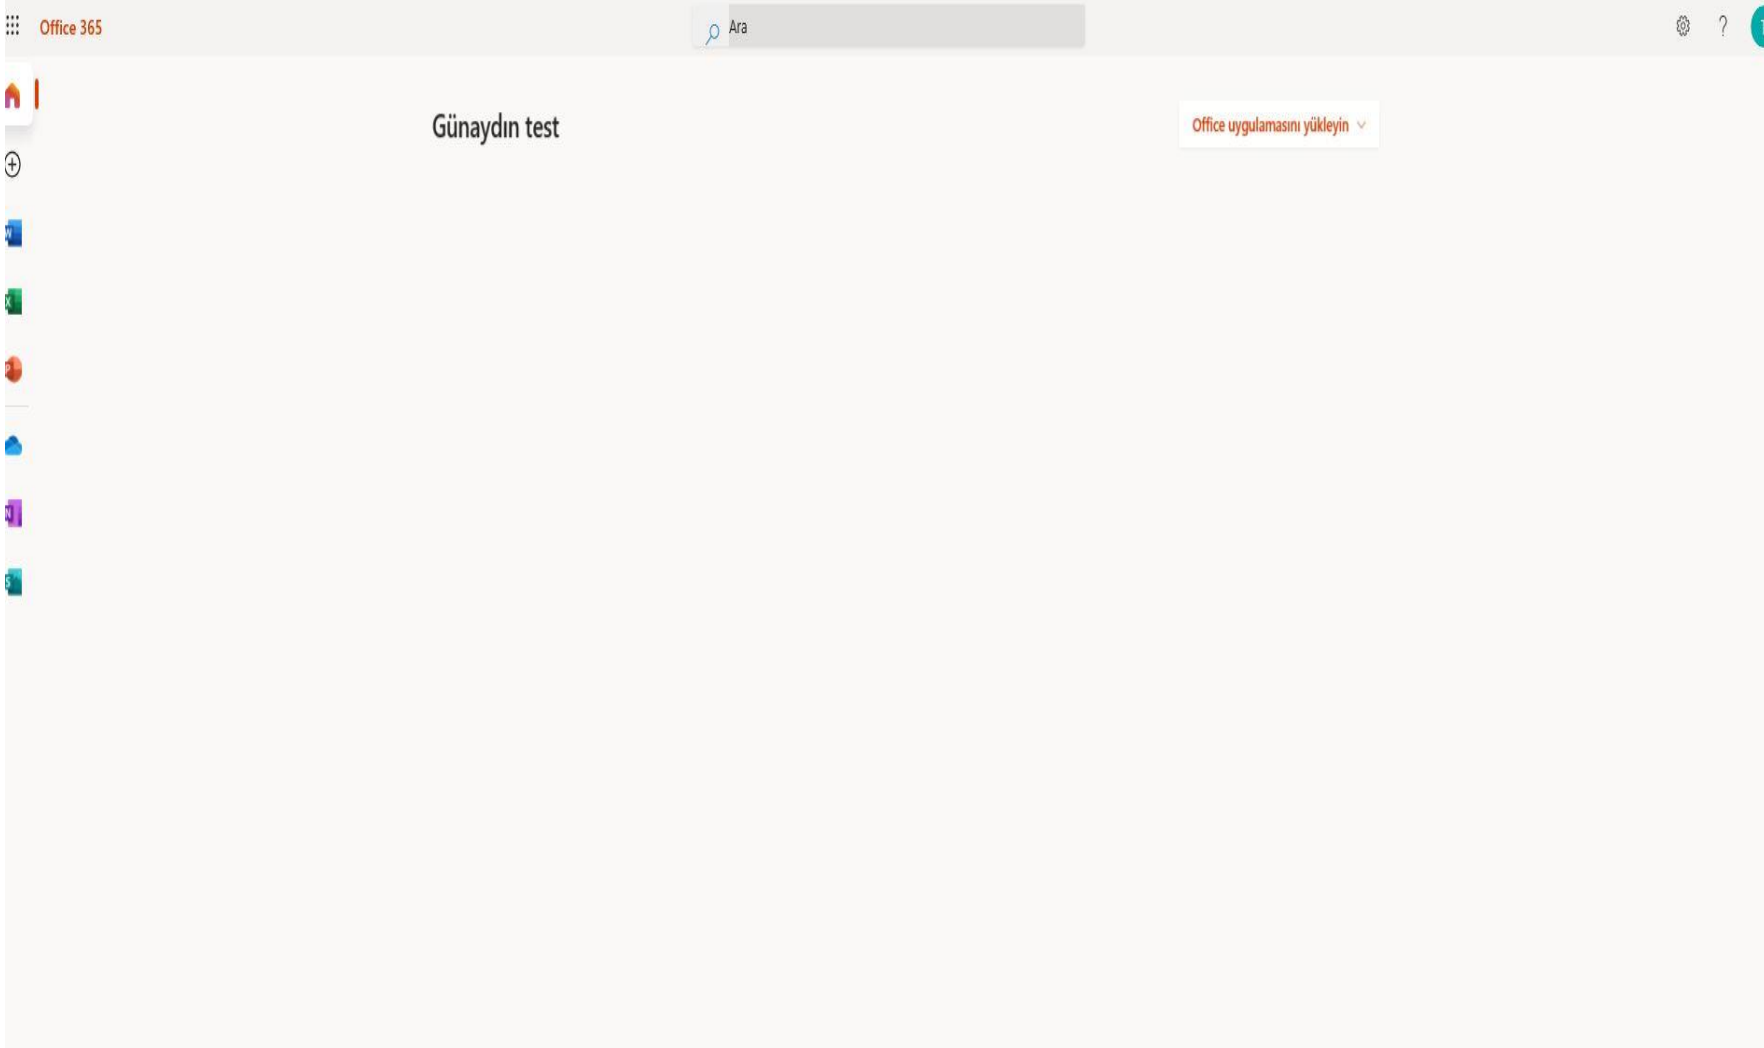 Office 365
Ara
?
Günaydın test
Office uygulamasını yükleyin
W
X
P
N
S